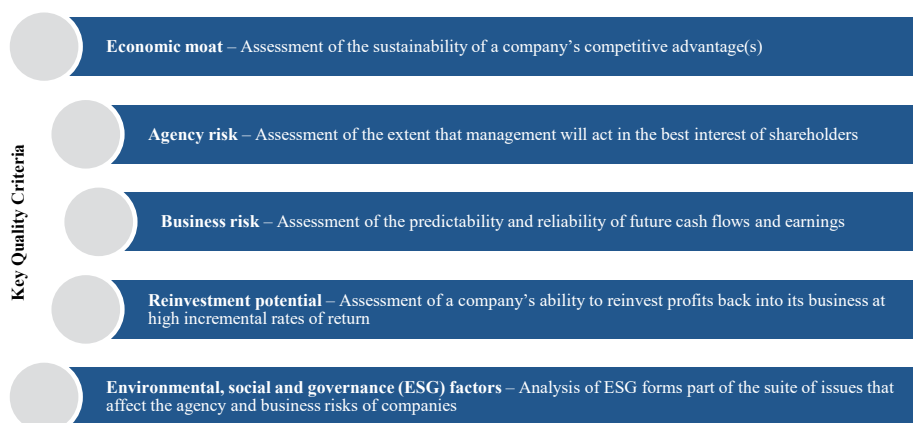 Key Quality Criteria
Economic moat – Assessment of the sustainability of a company’s competitive advantage(s)
Agency risk – Assessment of the extent that management will act in the best interest of shareholders
Business risk – Assessment of the predictability and reliability of future cash flows and earnings
Reinvestment potential – Assessment of a company’s ability to reinvest profits back into its business at
high incremental rates of return
Environmental, social and governance (ESG) factors – Analysis of ESG forms part of the suite of issues that
affect the agency and business risks of companies